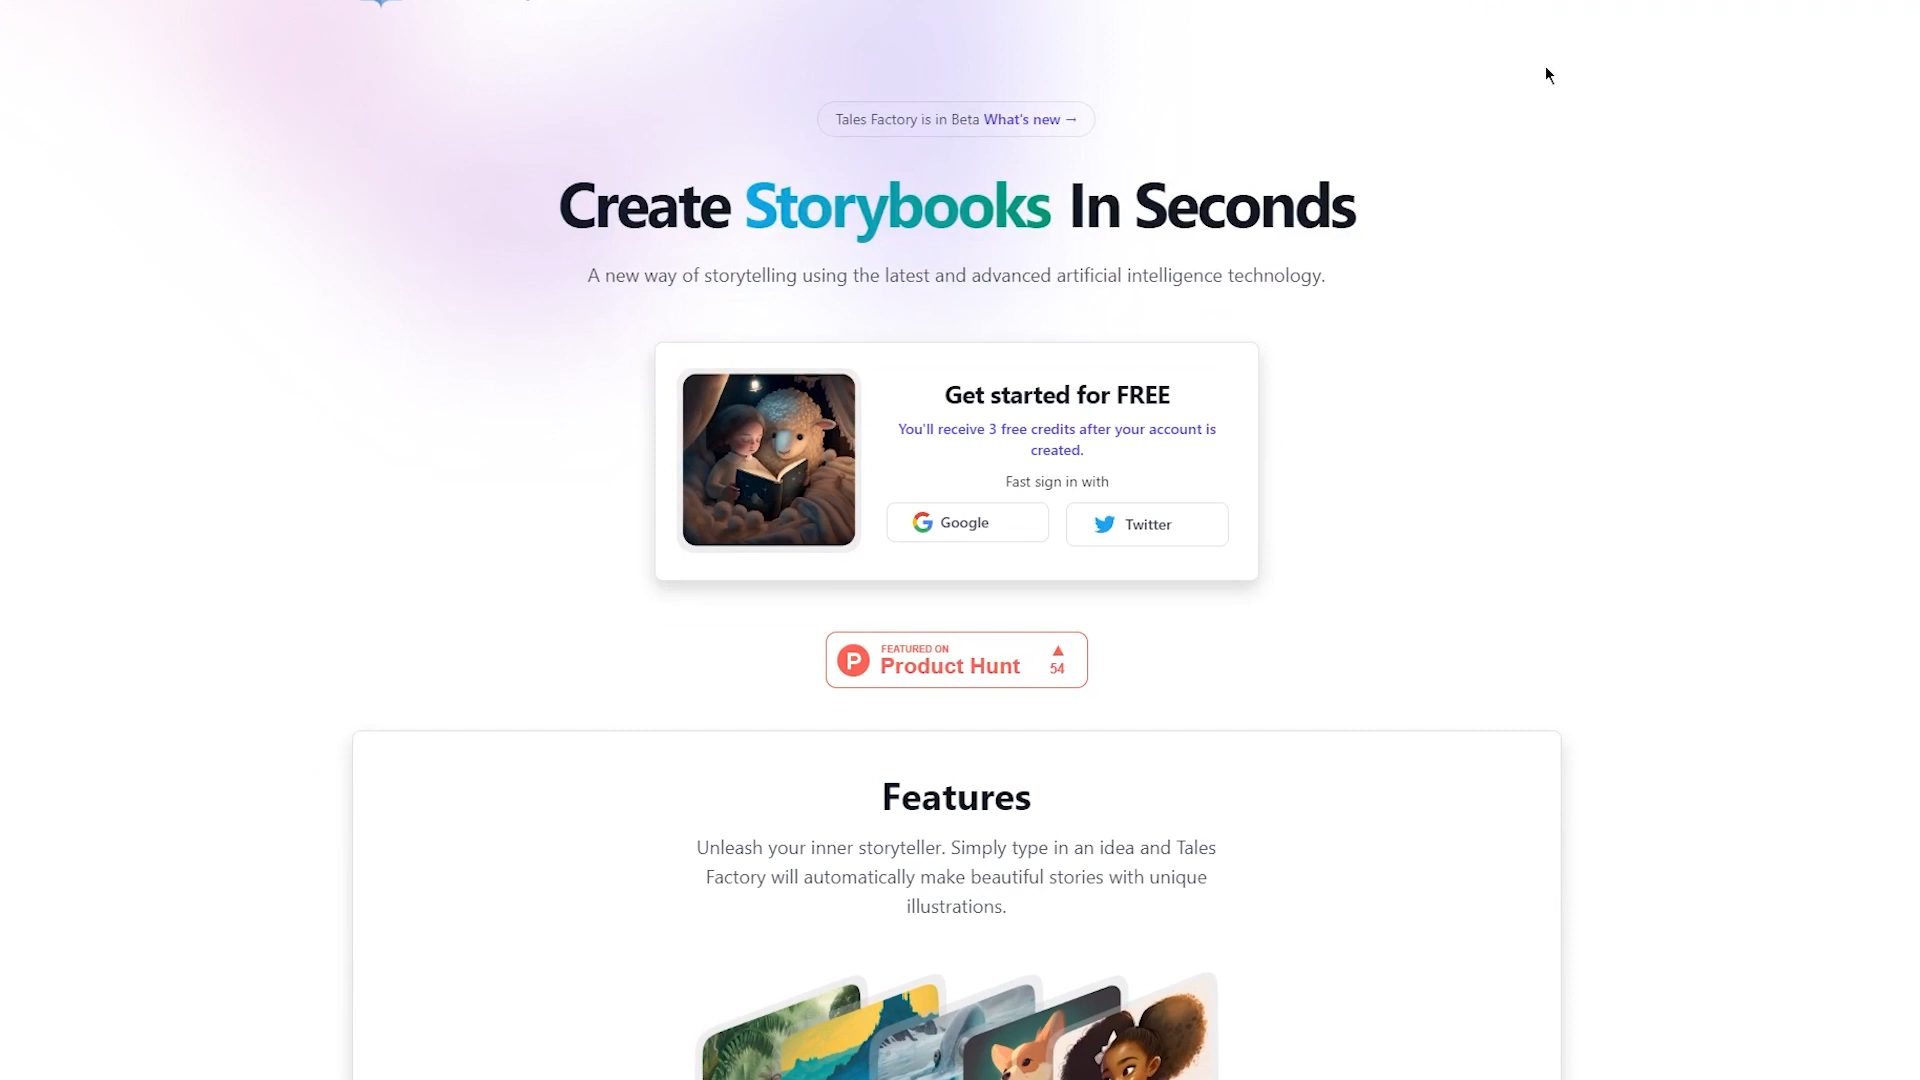 Tales Factory is in Beta What's new →
Create Storybooks In Seconds
A new way of storytelling using the latest and advanced artificial intelligence technology.
Get started for FREE
You'll receive 3 free credits after your account is
created.
Fast sign in with
Google
Twitter
P
FEATURED ON
Product Hunt
▲
54
Features
Unleash your inner storyteller. Simply type in an idea and Tales
Factory will automatically make beautiful stories with unique
illustrations.